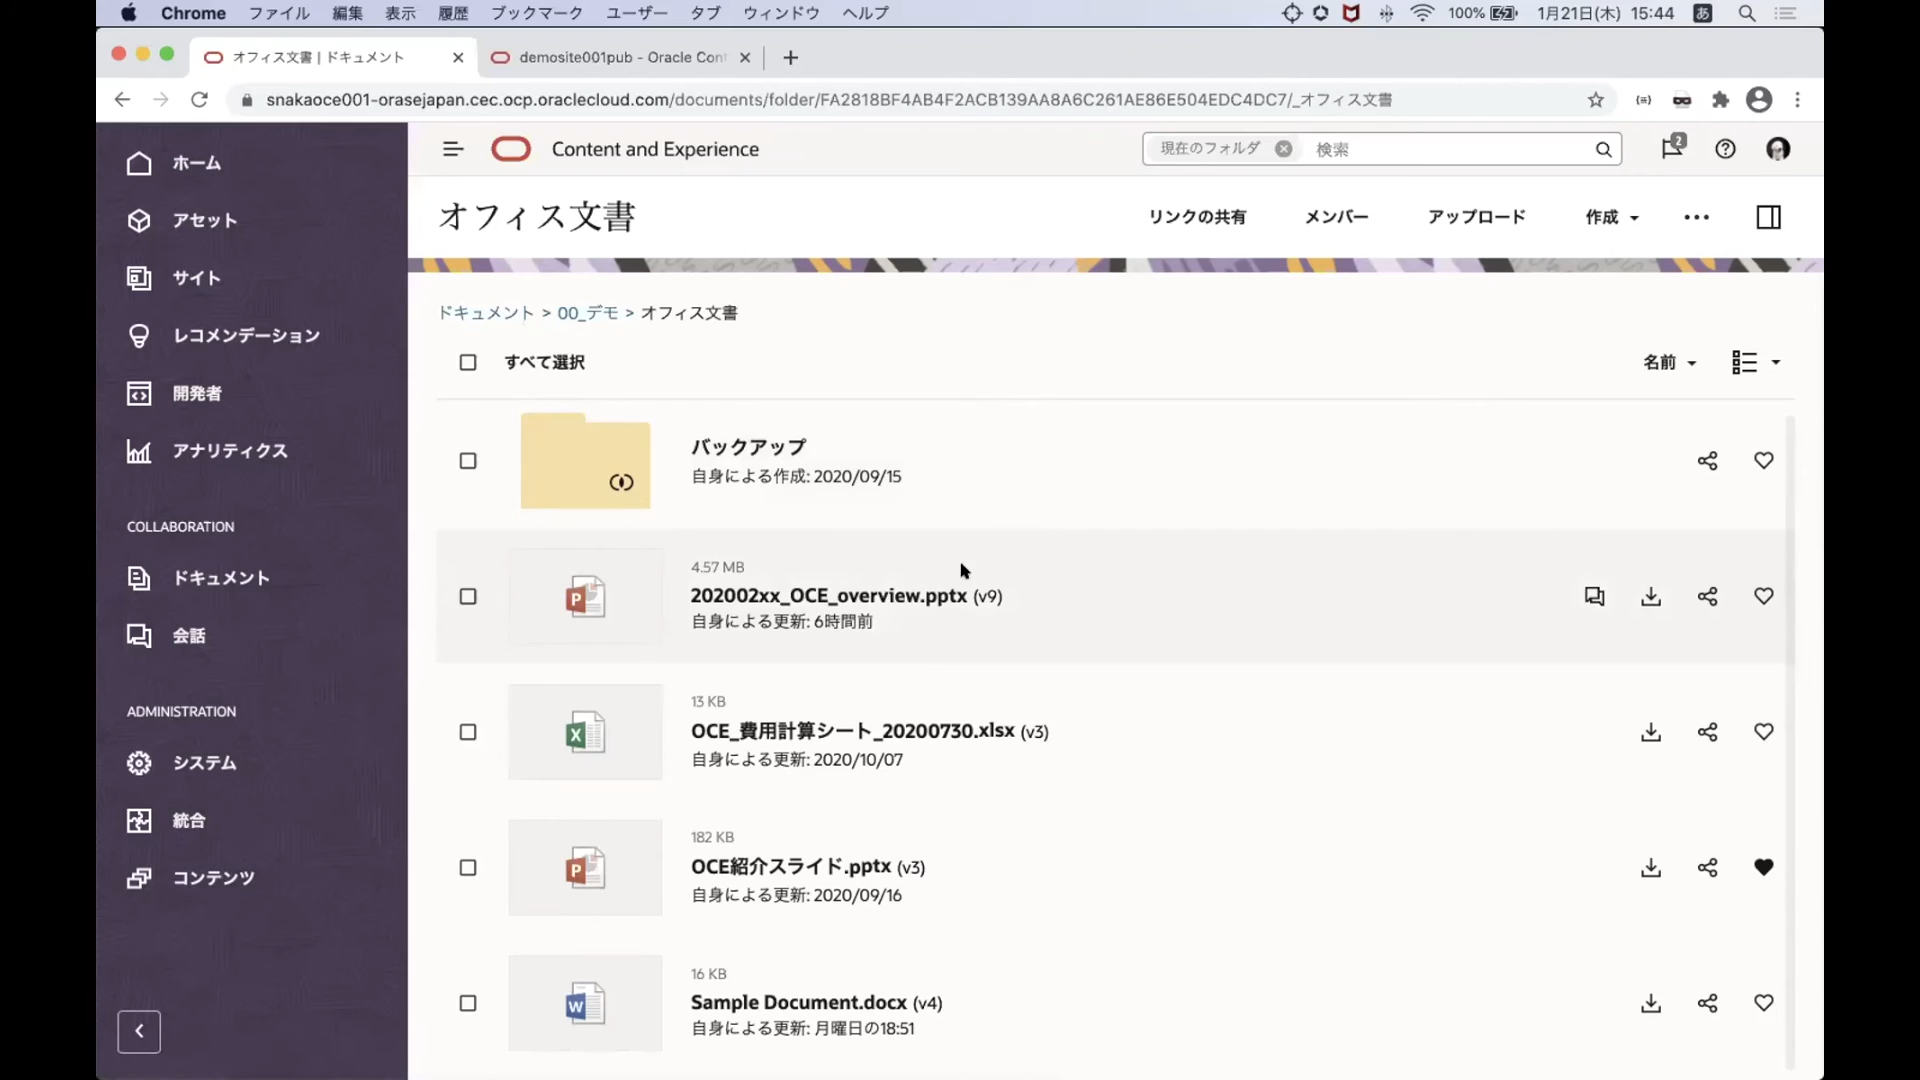 Chrome ファイル 編集 表示 履歴 ブックマーク ユーザー タブ ウィンドウ ヘルプ 100% 1月21日(木) 15:44 あ
オフィス文書 | ドキュメント demosite001pub - Oracle Cont
snakaoce001-orasejapan.cec.ocp.oraclecloud.com/documents/folder/FA2818BF4AB4F2ACB139AA8A6C261AE86E504EDC4DC7/_オフィス文書
Content and Experience 現在のフォルダ 検索 2
オフィス文書 リンクの共有 メンバー アップロード 作成
ホーム
アセット
サイト
レコメンデーション
開発者
アナリティクス
COLLABORATION
ドキュメント
会話
ADMINISTRATION
システム
統合
コンテンツ
ドキュメント > 00_デモ > オフィス文書
すべて選択 名前
バックアップ
自身による作成: 2020/09/15
4.57 MB
202002xx_OCE_overview.pptx (v9)
自身による更新: 6時間前
13 KB
OCE_費用計算シート_20200730.xlsx (v3)
自身による更新: 2020/10/07
182 KB
OCE紹介スライド.pptx (v3)
自身による更新: 2020/09/16
16 KB
Sample Document.docx (v4)
自身による更新: 月曜日の18:51